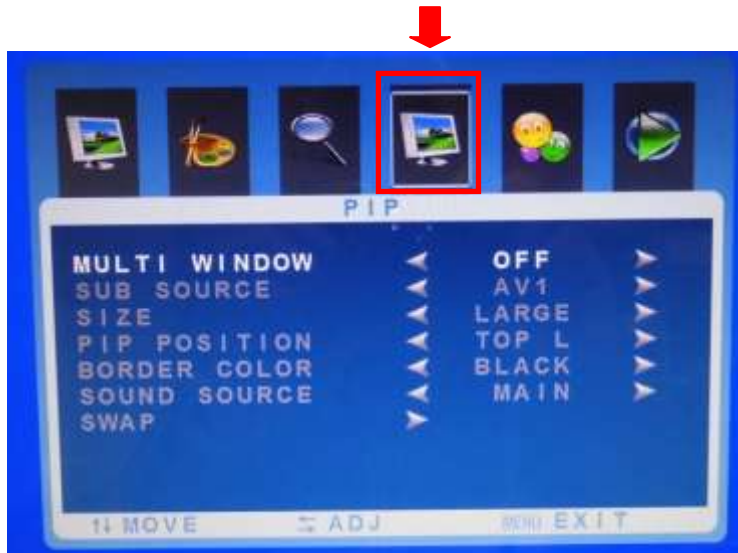 PIP
MULTI WINDOW OFF
SUB SOURCE AV1
SIZE LARGE
PIP POSITION TOP L
BORDER COLOR BLACK
SOUND SOURCE MAIN
SWAP
MOVE ADJ MENU EXIT